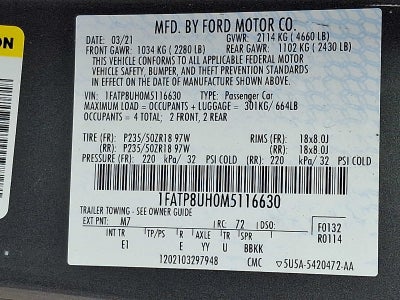 ION
MFD. BY FORD MOTOR CO.
DATE: 03/21 GVWR: 2114 KG ( 4660 LB)
FRONT GAWR: 1034 KG ( 2280 LB) REAR GAWR: 1102 KG ( 2430 LB)
THIS VEHICLE CONFORMS TO ALL APPLICABLE FEDERAL MOTOR
VEHICLE SAFETY, BUMPER, AND THEFT PREVENTION STANDARDS
IN EFFECT ON THE DATE OF MANUFACTURE SHOWN ABOVE.
VIN: 1FATP8UH0M5116630 TYPE: Passenger Car
MAXIMUM LOAD = OCCUPANTS + LUGGAGE = 301KG / 664LB
OCCUPANTS = 4 TOTAL; 2 FRONT, 2 REAR
TIRE (FR): P235/50ZR18 97W RIMS (FR): 18x8.0J
(RR): P235/50ZR18 97W (RR): 18x8.0J
PRESSURE (FR): 220 kPa/ 32 PSI COLD (RR): 220 kPa/ 32 PSI COLD
1FATP8UH0M5116630
TRAILER TOWING - SEE OWNER GUIDE
EXT PNT: M7 RC: 72 DSO: F0132
R0114
INT TR TP/PS R AXLE TR SPR
E1 E YY U BBKK
1202103297948 CMC 5U5A-5420472-AA